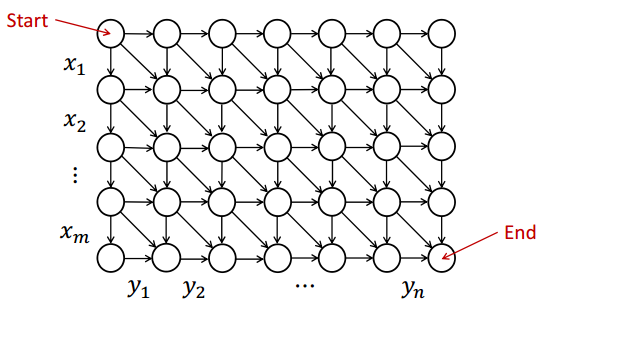 Start
x₁
x₂
⋮
xₘ
End
y₁ y₂ ... yₙ